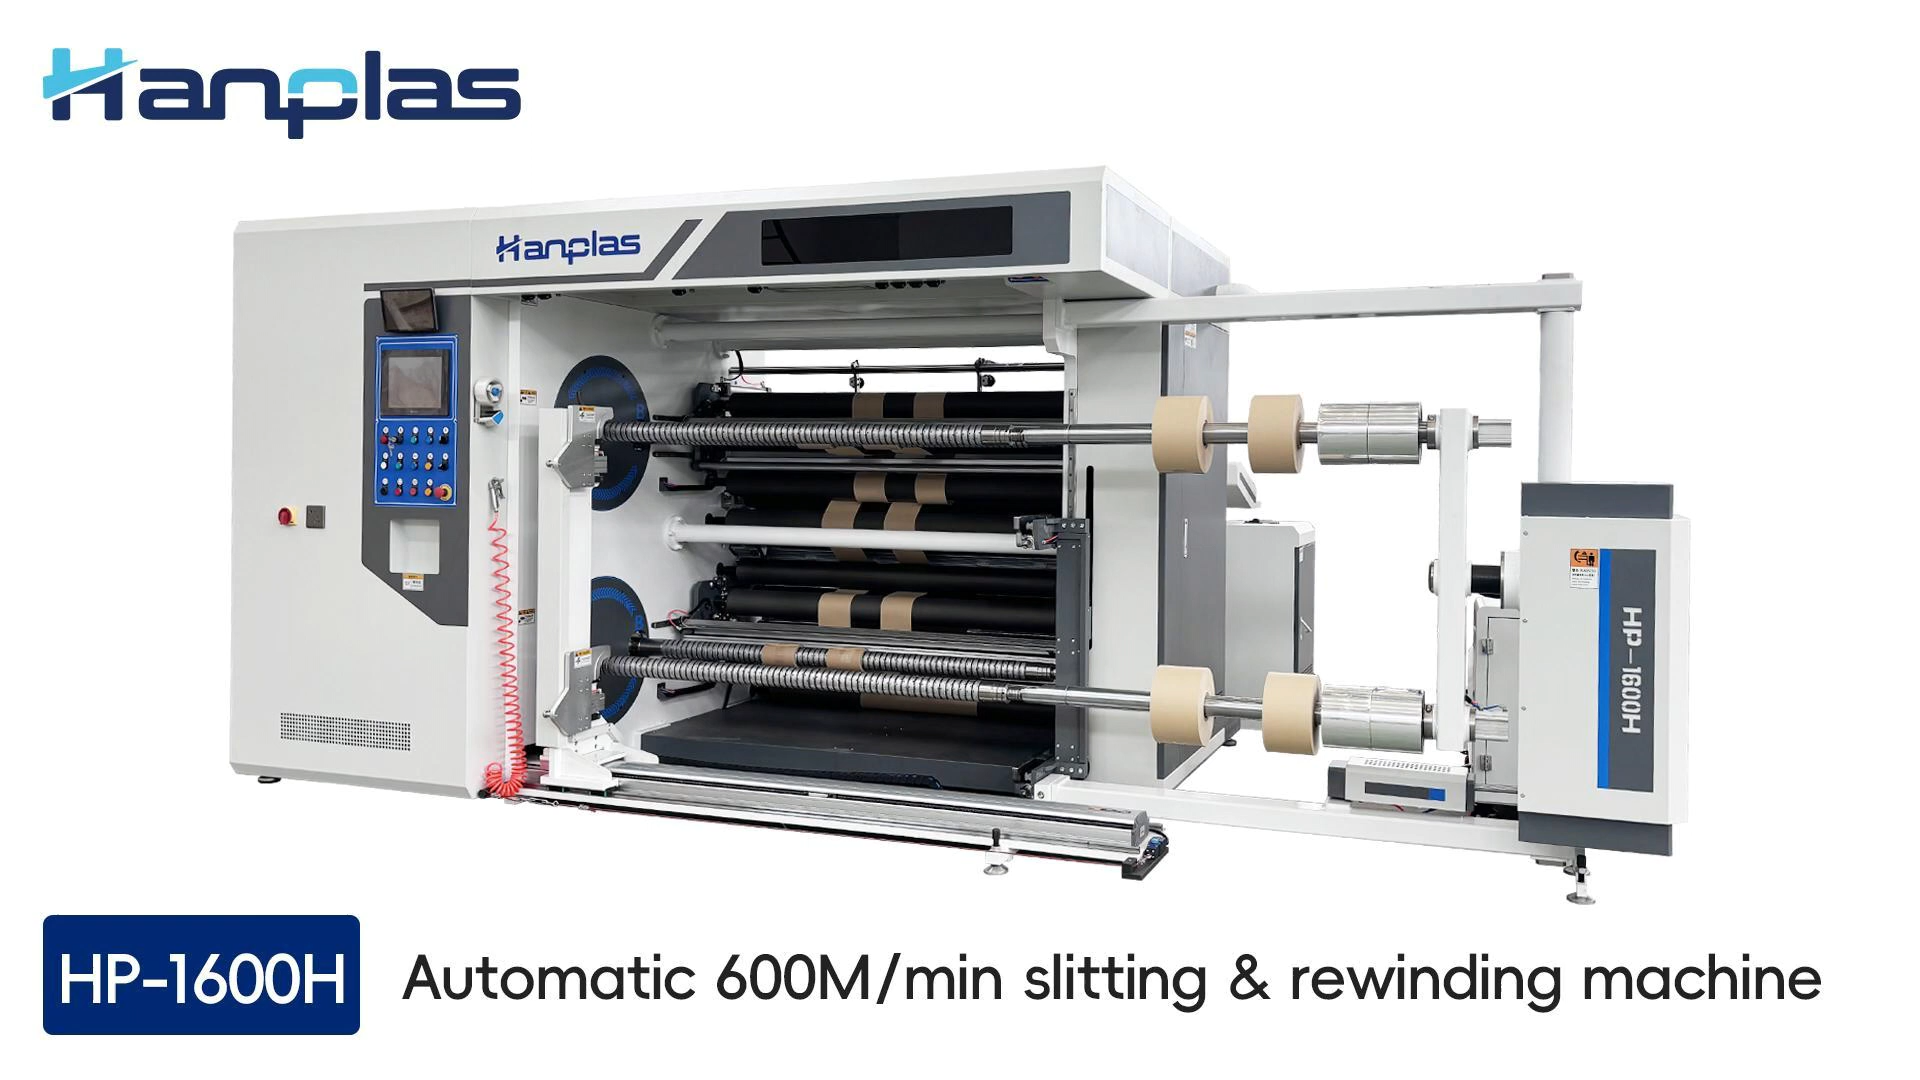 Hanplas
Hanplas
B
B
HP-1600H
HP-1600H
Automatic 600M/min slitting & rewinding machine